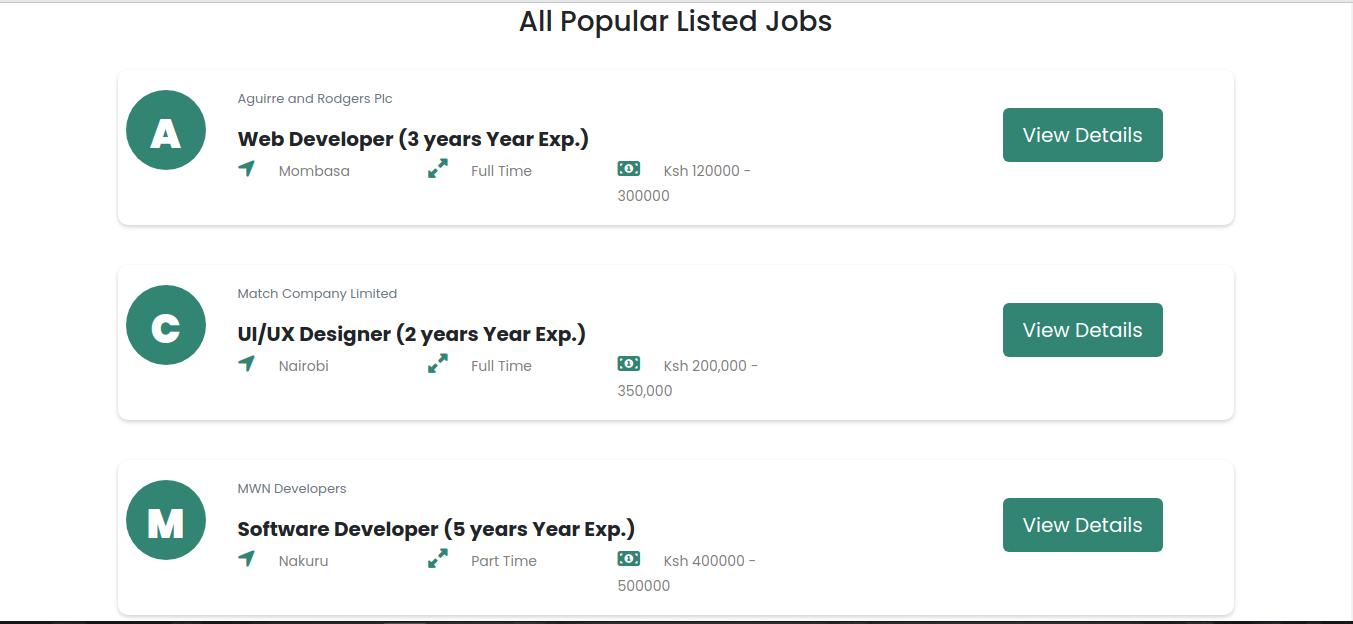 All Popular Listed Jobs
A
Aguirre and Rodgers Plc
Web Developer (3 years Year Exp.)
Mombasa Full Time Ksh 120000 -
300000
View Details
C
Match Company Limited
UI/UX Designer (2 years Year Exp.)
Nairobi Full Time Ksh 200,000 -
350,000
View Details
M
MWN Developers
Software Developer (5 years Year Exp.)
Nakuru Part Time Ksh 400000 -
500000
View Details